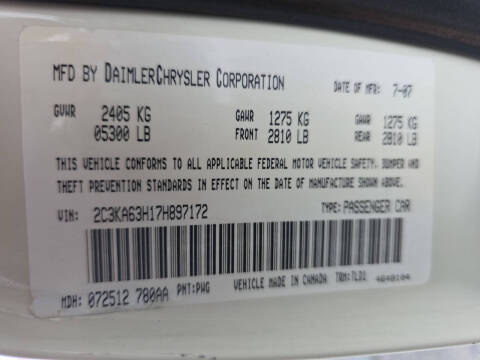 MFD BY DAIMLERCHRYSLER CORPORATION DATE OF MFR: 7-07
GVWR 2405 KG GAWR 1275 KG GAWR 1275 KG
05300 LB FRONT 2810 LB REAR 2810 LB
THIS VEHICLE CONFORMS TO ALL APPLICABLE FEDERAL MOTOR VEHICLE SAFETY, BUMPER AND
THEFT PREVENTION STANDARDS IN EFFECT ON THE DATE OF MANUFACTURE SHOWN ABOVE.
VIN: 2C3KA63H17H897172 TYPE: PASSENGER CAR
MDH: 072512 780AA PNT: PWG VEHICLE MADE IN CANADA TRM: TLD1 4648104